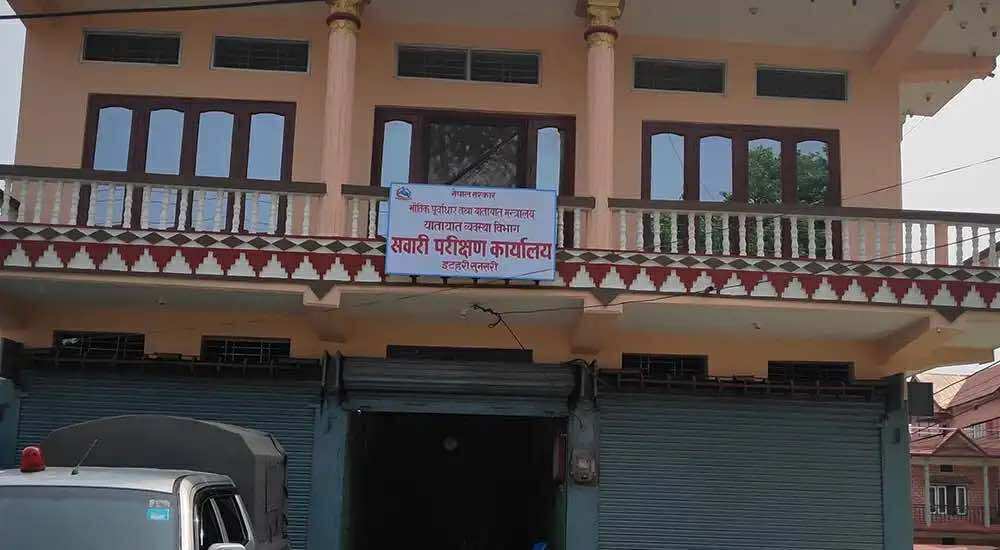 नेपाल सरकार
भौतिक पूर्वाधार तथा यातायात मन्त्रालय
यातायात व्यवस्था विभाग
सवारी परीक्षण कार्यालय
इटहरी सुनसरी